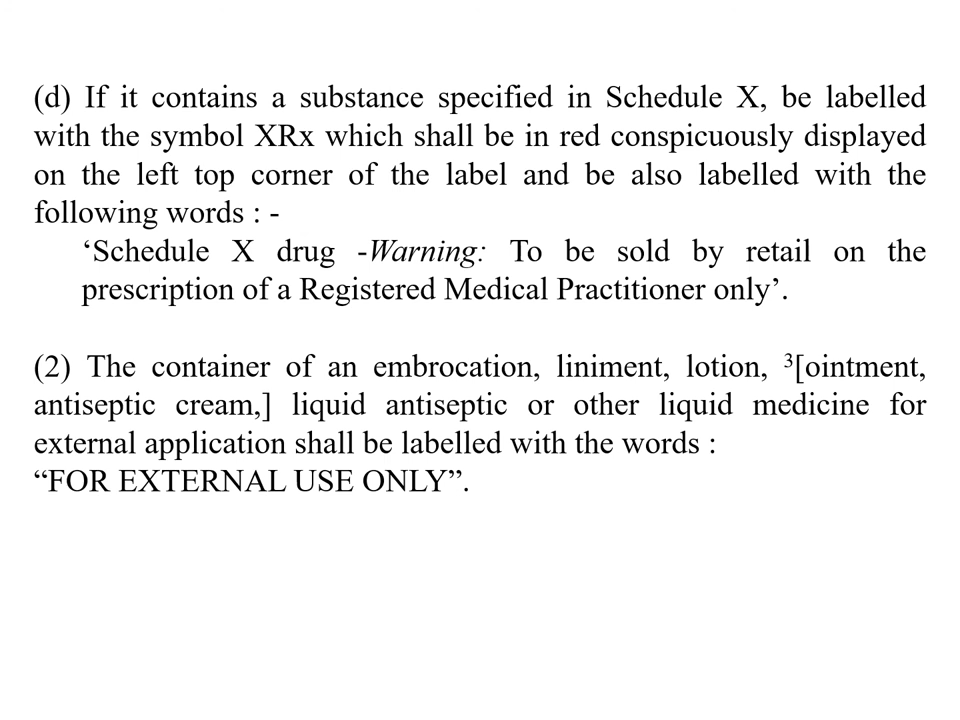 (d) If it contains a substance specified in Schedule X, be labelled
with the symbol XRx which shall be in red conspicuously displayed
on the left top corner of the label and be also labelled with the
following words : -
‘Schedule X drug -Warning: To be sold by retail on the
prescription of a Registered Medical Practitioner only’.
(2) The container of an embrocation, liniment, lotion, ³[ointment,
antiseptic cream,] liquid antiseptic or other liquid medicine for
external application shall be labelled with the words :
“FOR EXTERNAL USE ONLY”.